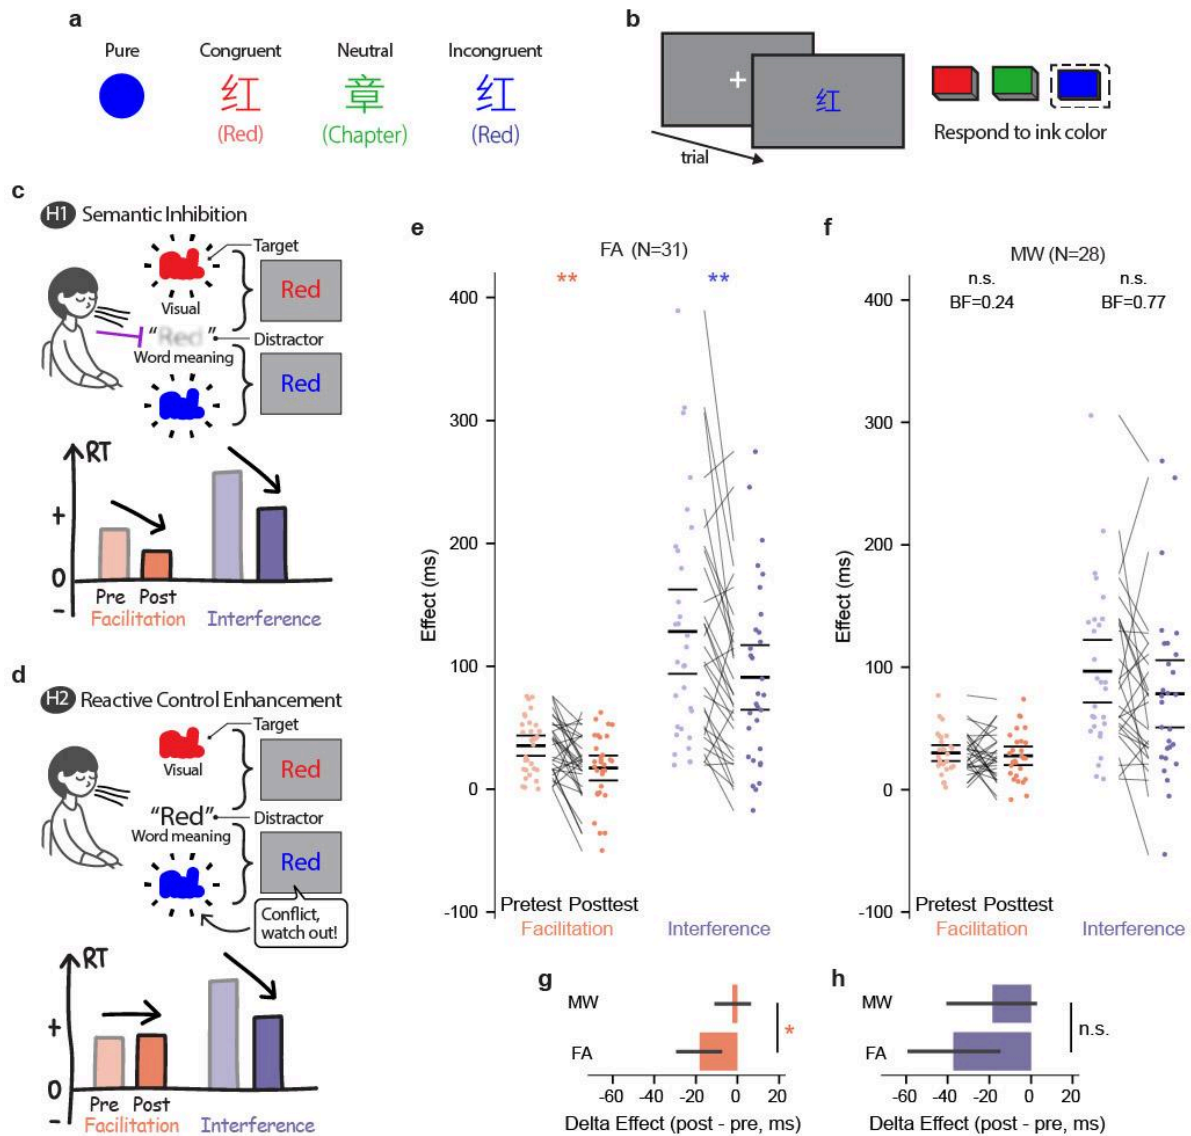 a
Pure
Congruent
Neutral
Incongruent
红
章
红
(Red)
(Chapter)
(Red)
b
+
红
trial
Respond to ink color
c
H1 Semantic Inhibition
Target
Red
Visual
“Red”
Distractor
Word meaning
Red
RT
+
0
-
Pre Post
Facilitation Interference
d
H2 Reactive Control Enhancement
Target
Red
Visual
“Red”
Distractor
Word meaning
Red
Conflict,
watch out!
RT
+
0
Pre Post
Facilitation Interference
e
FA (N=31)
** **
400
300
200
100
0
-100
Effect (ms)
Pretest Posttest
Facilitation Interference
f
MW (N=28)
n.s. n.s.
BF=0.24 BF=0.77
400
300
200
100
0
-100
Effect (ms)
Pretest Posttest
Facilitation Interference
g
MW
FA
*
-60 -40 -20 0 20
Delta Effect (post - pre, ms)
h
MW
FA
n.s.
-60 -40 -20 0 20
Delta Effect (post - pre, ms)